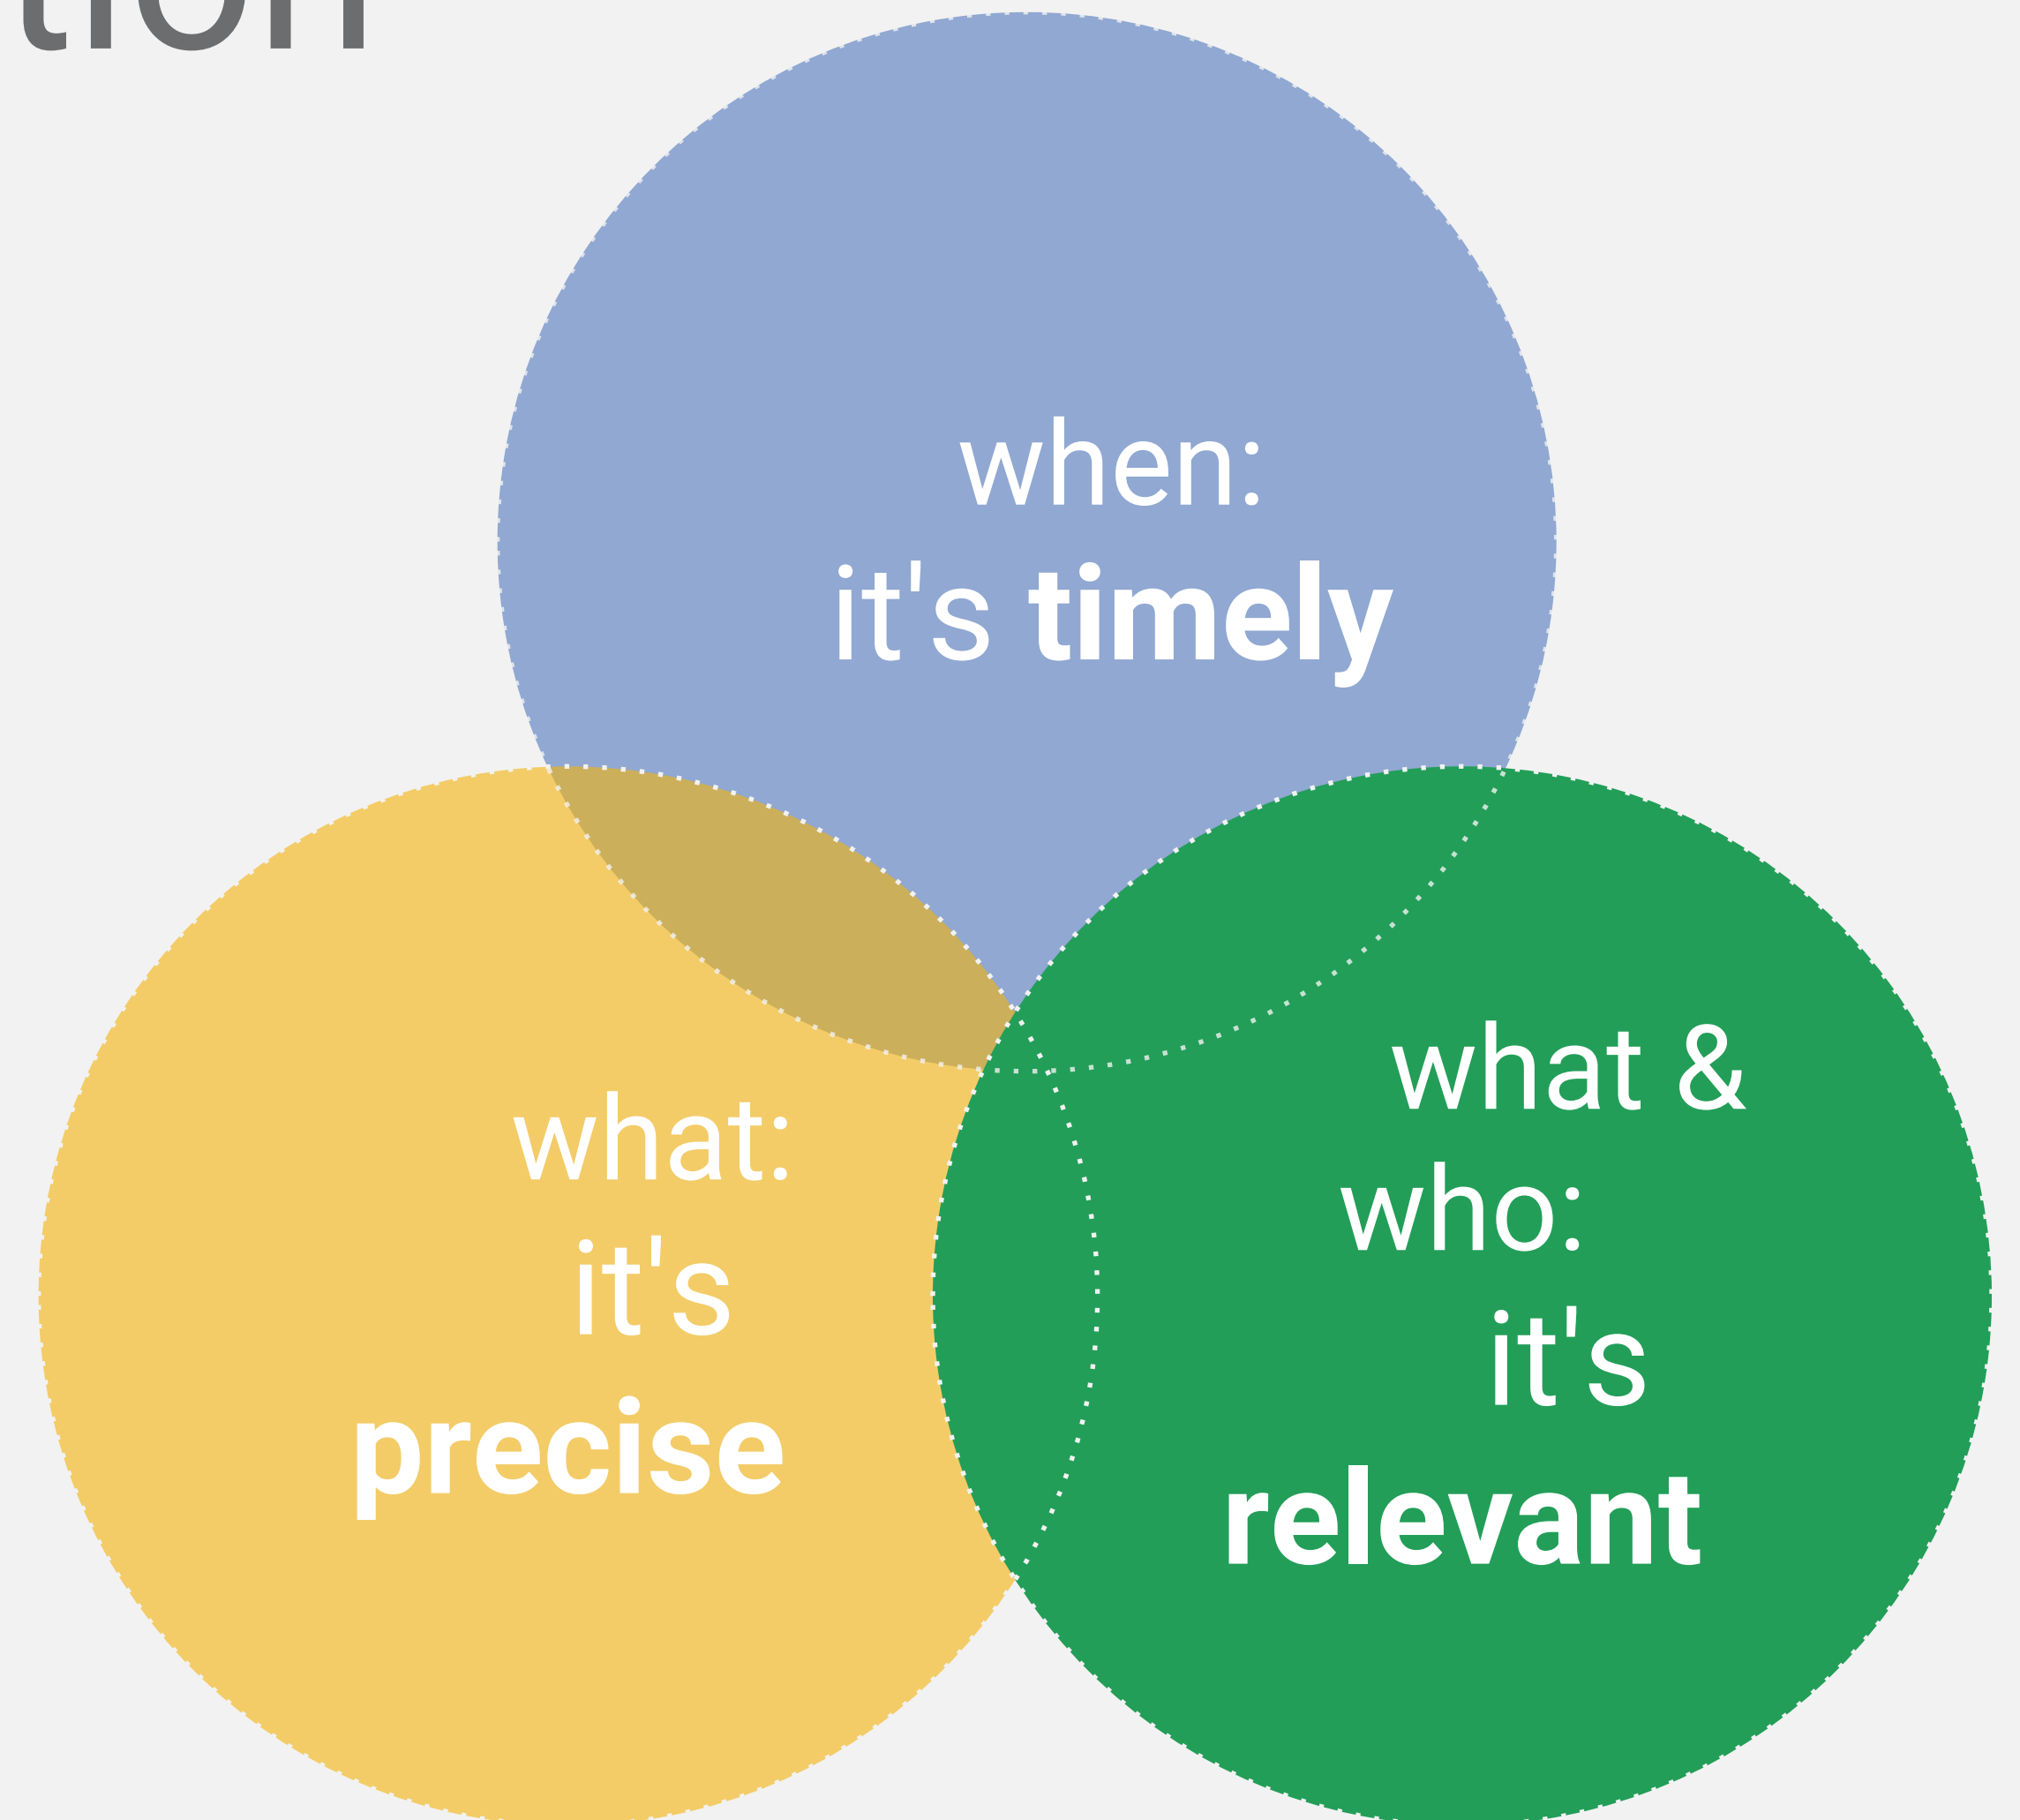 tion
when:
it's timely
what:
it's
precise
what &
who:
it's
relevant